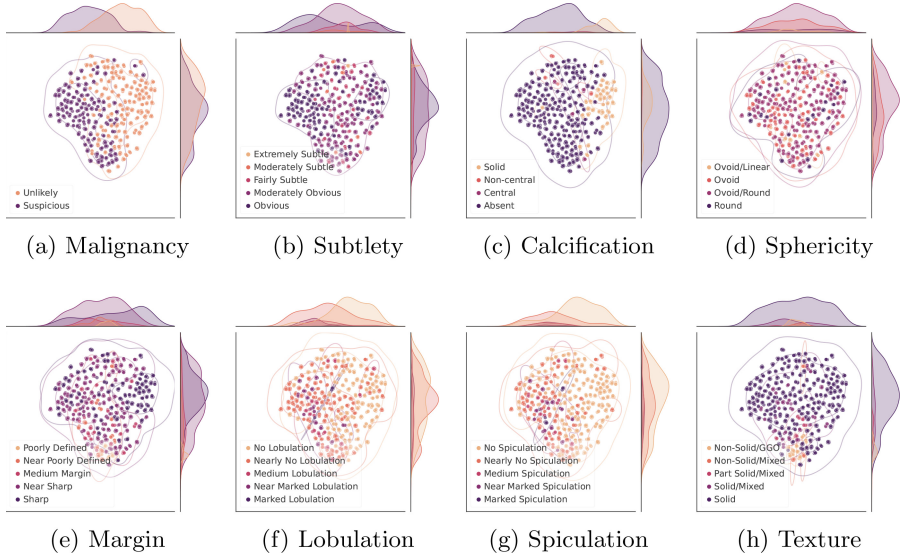 Unlikely
Suspicious
(a) Malignancy
Extremely Subtle
Moderately Subtle
Fairly Subtle
Moderately Obvious
Obvious
(b) Subtlety
Solid
Non-central
Central
Absent
(c) Calcification
Ovoid/Linear
Ovoid
Ovoid/Round
Round
(d) Sphericity
Poorly Defined
Near Poorly Defined
Medium Margin
Near Sharp
Sharp
(e) Margin
No Lobulation
Nearly No Lobulation
Medium Lobulation
Near Marked Lobulation
Marked Lobulation
(f) Lobulation
No Spiculation
Nearly No Spiculation
Medium Spiculation
Near Marked Spiculation
Marked Spiculation
(g) Spiculation
Non-Solid/GGO
Non-Solid/Mixed
Part Solid/Mixed
Solid/Mixed
Solid
(h) Texture